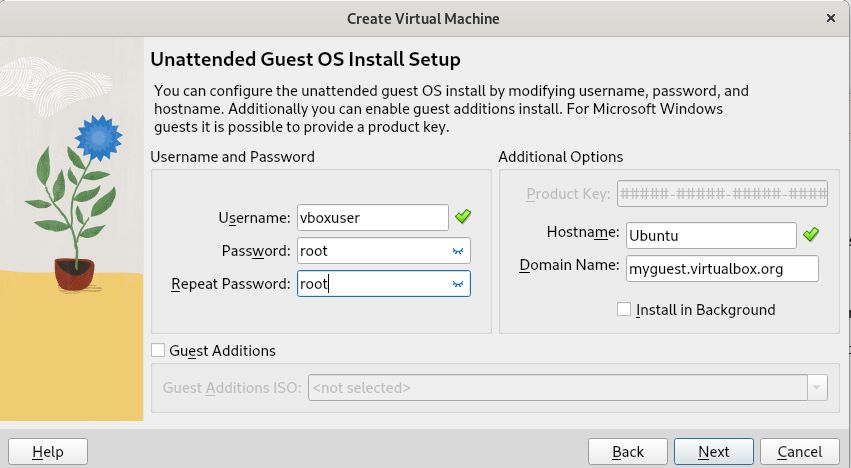 Create Virtual Machine
Unattended Guest OS Install Setup
You can configure the unattended guest OS install by modifying username, password, and
hostname. Additionally you can enable guest additions install. For Microsoft Windows
guests it is possible to provide a product key.
Username and Password
Username: vboxuser
Password: root
Repeat Password: root
Additional Options
Product Key: #####-#####-#####-####
Hostname: Ubuntu
Domain Name: myguest.virtualbox.org
Install in Background
Guest Additions
Guest Additions ISO: <not selected>
Help
Back
Next
Cancel